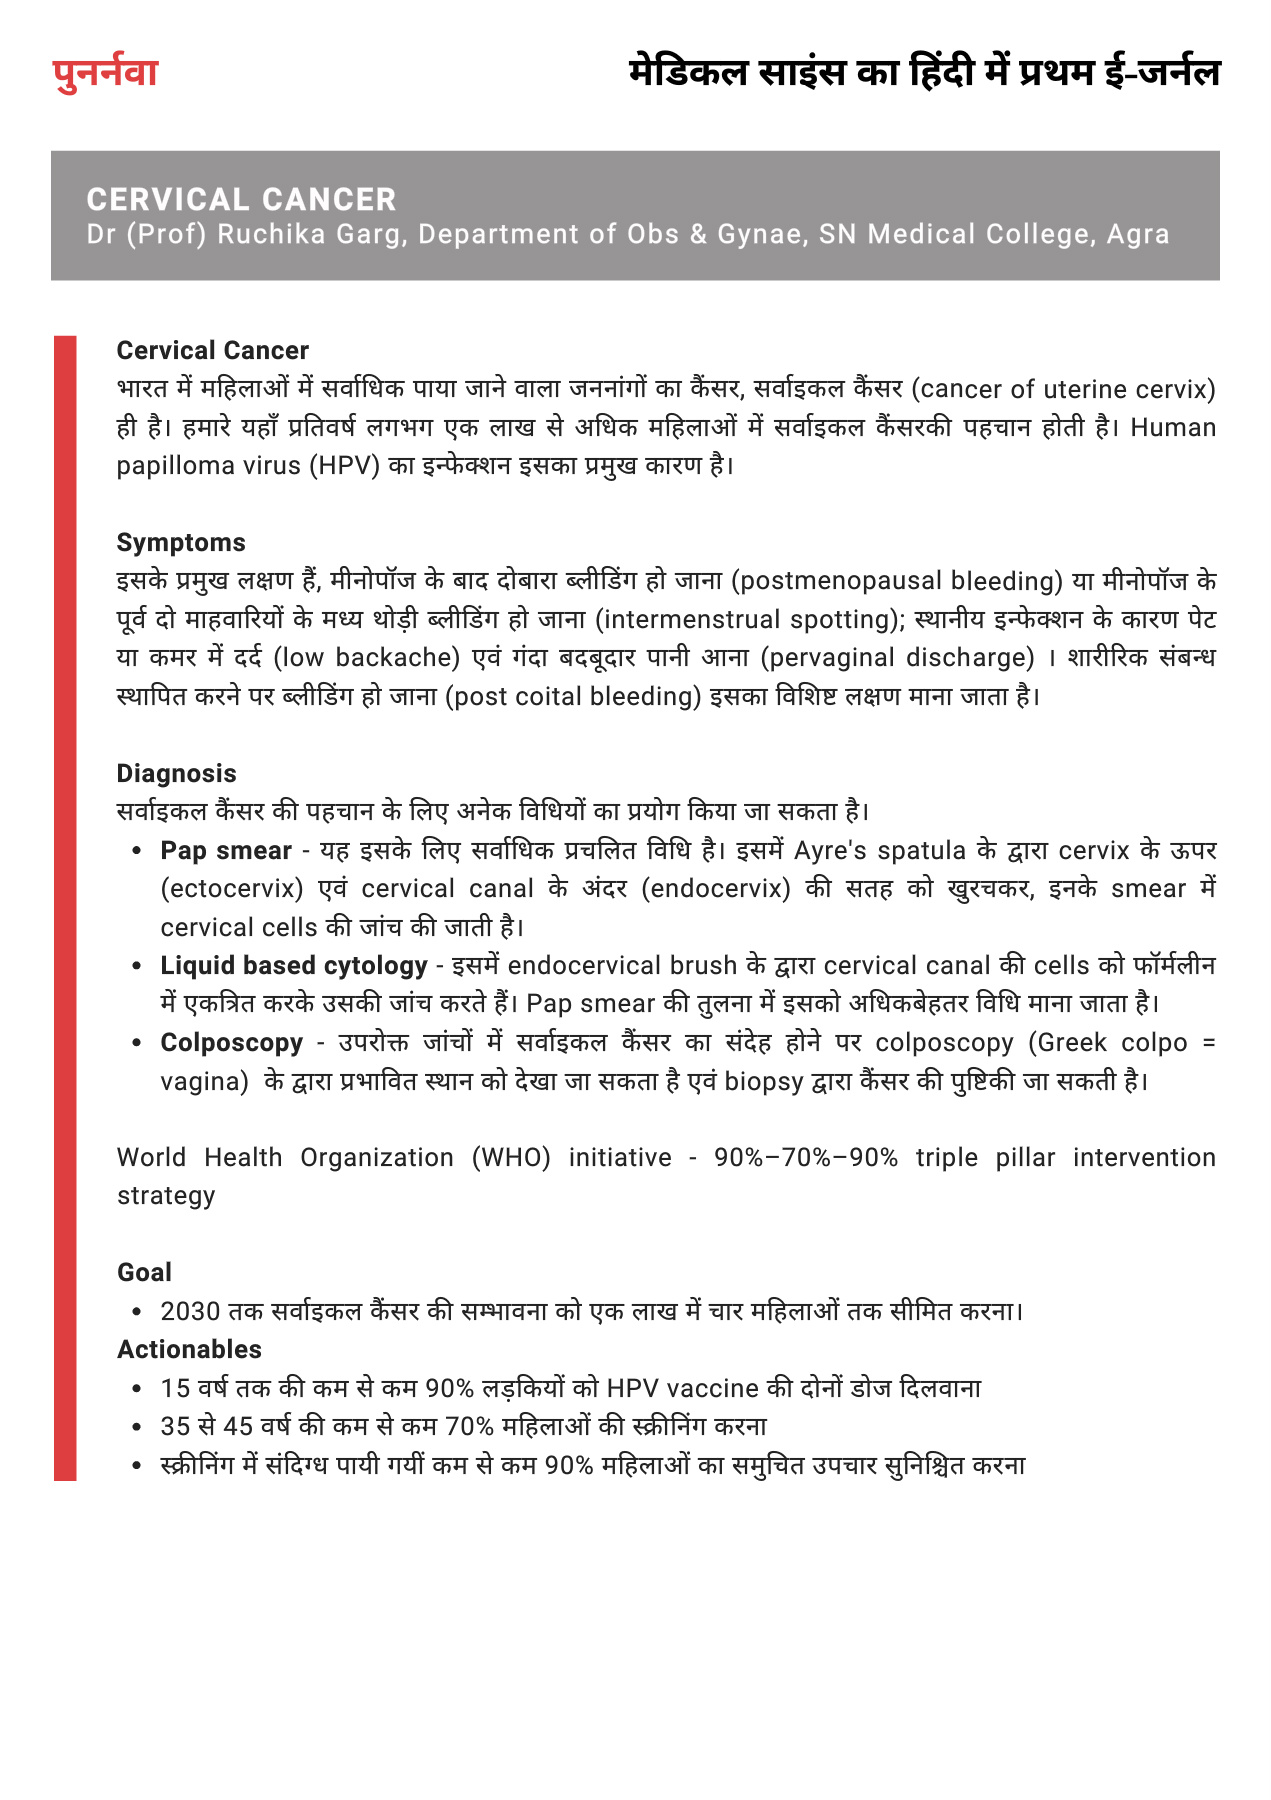 पुनर्नवा
मेडिकल साइंस का हिंदी में प्रथम ई-जर्नल
CERVICAL CANCER
Dr (Prof) Ruchika Garg, Department of Obs & Gynae, SN Medical College, Agra
Cervical Cancer
भारत में महिलाओं में सर्वाधिक पाया जाने वाला जननांगों का कैंसर, सर्वाइकल कैंसर (cancer of uterine cervix)
ही है। हमारे यहाँ प्रतिवर्ष लगभग एक लाख से अधिक महिलाओं में सर्वाइकल कैंसरकी पहचान होती है। Human
papilloma virus (HPV) का इन्फेक्शन इसका प्रमुख कारण है।
Symptoms
इसके प्रमुख लक्षण हैं, मीनोपॉज के बाद दोबारा ब्लीडिंग हो जाना (postmenopausal bleeding) या मीनोपॉज के
पूर्व दो माहवारियों के मध्य थोड़ी ब्लीडिंग हो जाना (intermenstrual spotting); स्थानीय इन्फेक्शन के कारण पेट
या कमर में दर्द (low backache) एवं गंदा बदबूदार पानी आना (pervaginal discharge) । शारीरिक संबन्ध
स्थापित करने पर ब्लीडिंग हो जाना (post coital bleeding) इसका विशिष्ट लक्षण माना जाता है।
Diagnosis
सर्वाइकल कैंसर की पहचान के लिए अनेक विधियों का प्रयोग किया जा सकता है।
• Pap smear - यह इसके लिए सर्वाधिक प्रचलित विधि है। इसमें Ayre's spatula के द्वारा cervix के ऊपर
(ectocervix) एवं cervical canal के अंदर (endocervix) की सतह को खुरचकर, इनके smear में
cervical cells की जांच की जाती है।
• Liquid based cytology - इसमें endocervical brush के द्वारा cervical canal की cells को फॉर्मलीन
में एकत्रित करके उसकी जांच करते हैं। Pap smear की तुलना में इसको अधिकबेहतर विधि माना जाता है।
• Colposcopy - उपरोक्त जांचों में सर्वाइकल कैंसर का संदेह होने पर colposcopy (Greek colpo =
vagina) के द्वारा प्रभावित स्थान को देखा जा सकता है एवं biopsy द्वारा कैंसर की पुष्टिकी जा सकती है।
World Health Organization (WHO) initiative - 90%–70%–90% triple pillar intervention
strategy
Goal
• 2030 तक सर्वाइकल कैंसर की सम्भावना को एक लाख में चार महिलाओं तक सीमित करना।
Actionables
• 15 वर्ष तक की कम से कम 90% लड़कियों को HPV vaccine की दोनों डोज दिलवाना
• 35 से 45 वर्ष की कम से कम 70% महिलाओं की स्क्रीनिंग करना
• स्क्रीनिंग में संदिग्ध पायी गयीं कम से कम 90% महिलाओं का समुचित उपचार सुनिश्चित करना